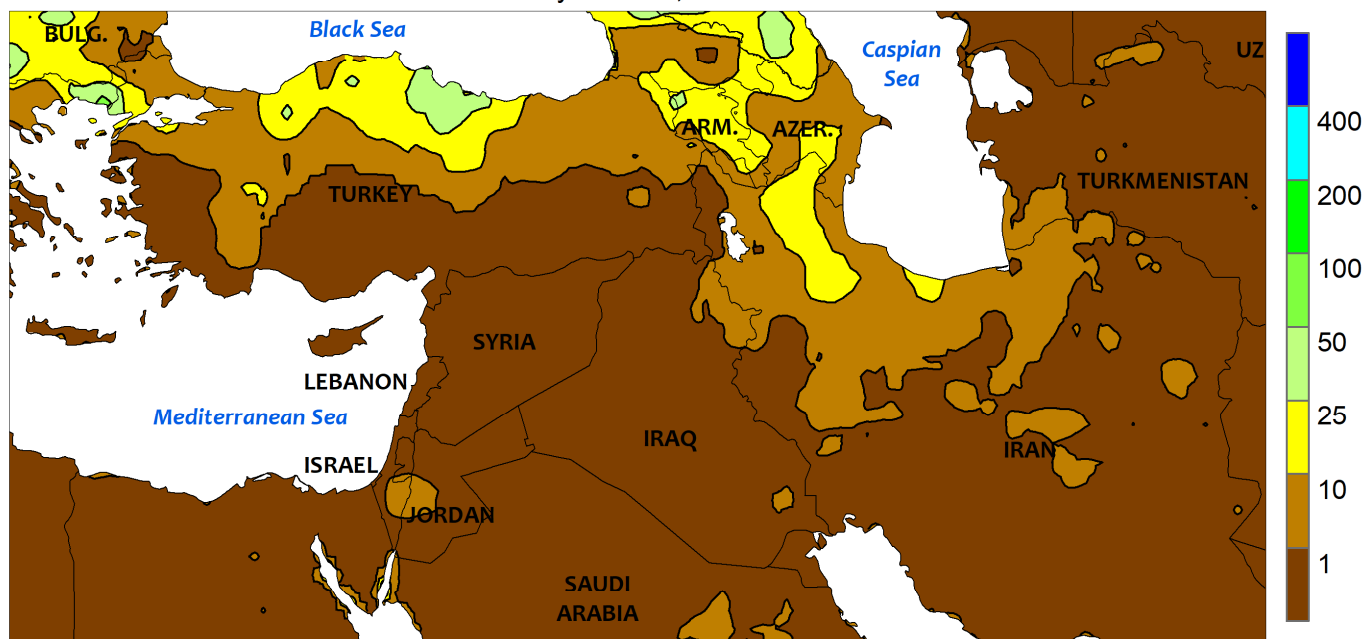 BULG.
Black Sea
Caspian
Sea
UZ
400
ARM.
AZER.
TURKEY
TURKMENISTAN
200
100
SYRIA
50
LEBANON
Mediterranean Sea
25
IRAQ
IRAN
ISRAEL
10
JORDAN
1
SAUDI
ARABIA